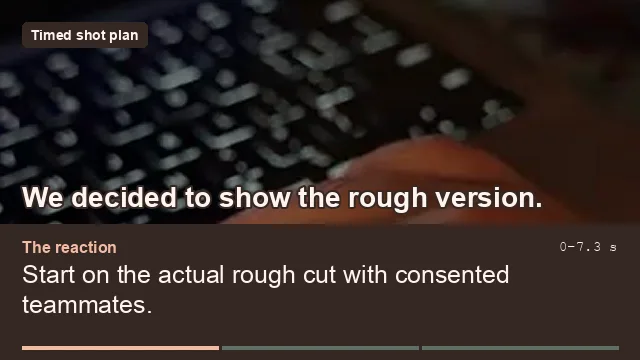 Timed shot plan
We decided to show the rough version.
The reaction
0–7.3 s
Start on the actual rough cut with consented
teammates.